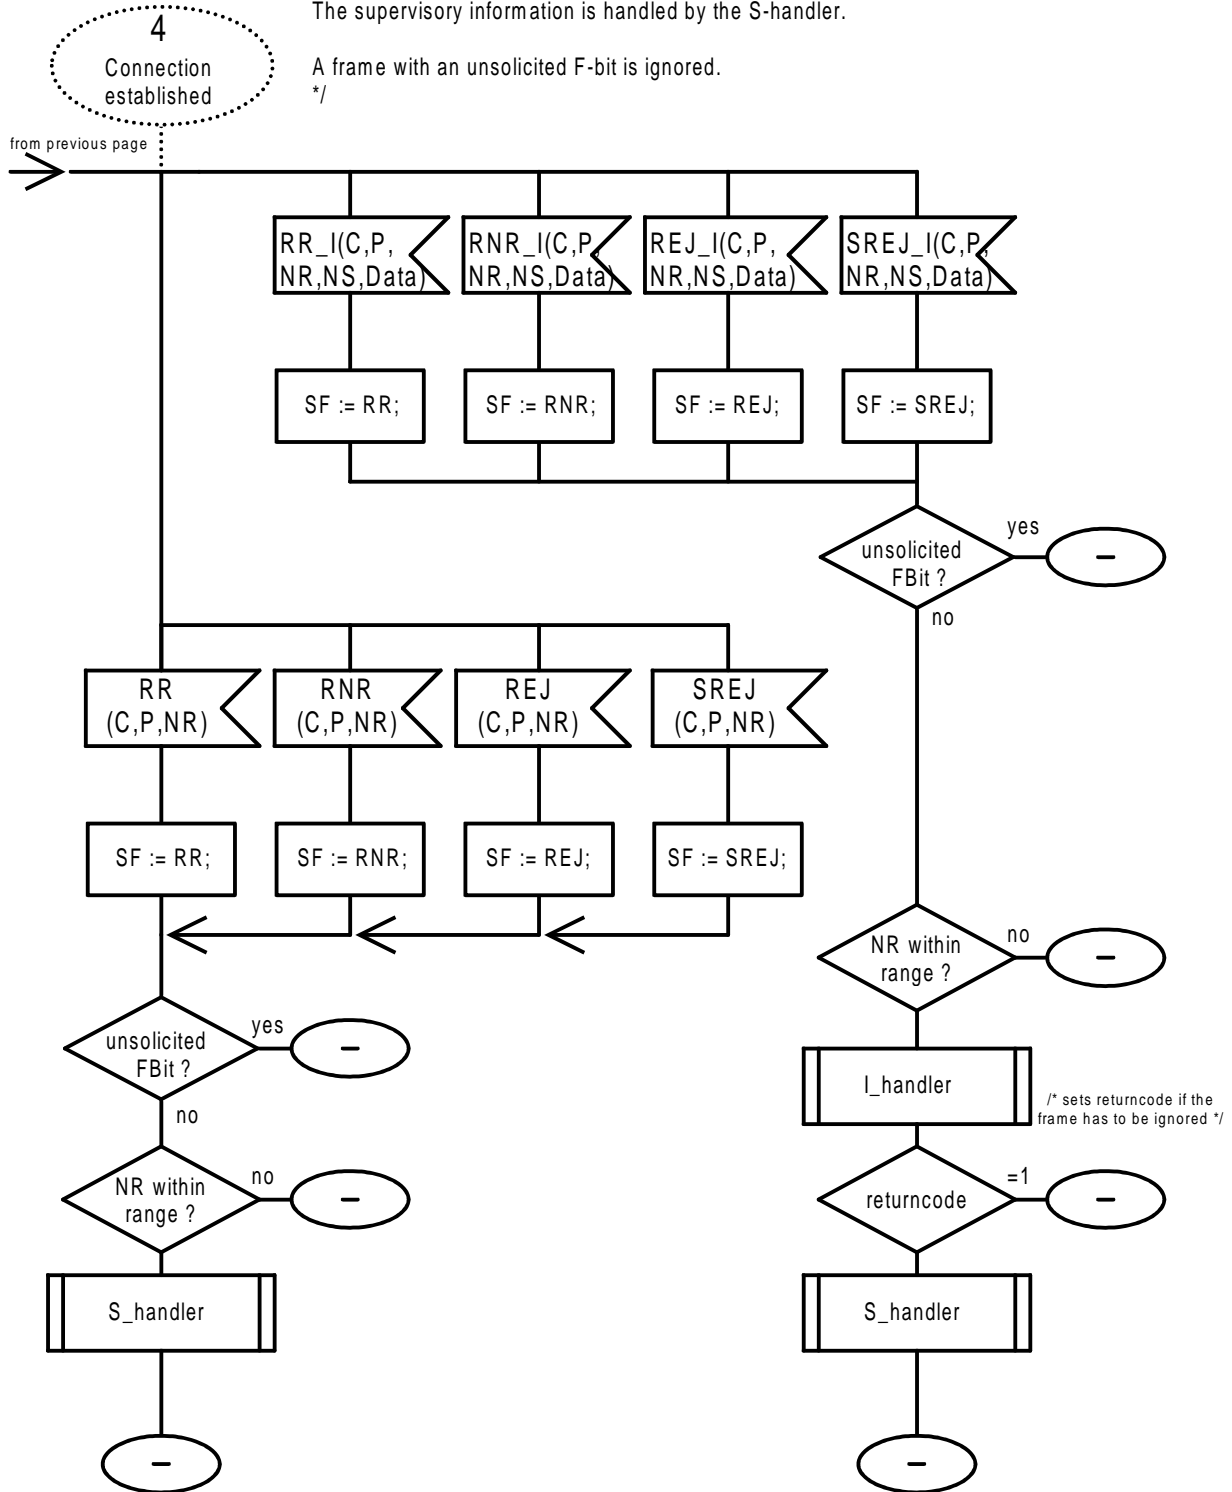 The supervisory information is handled by the S-handler.
4
Connection
established
A frame with an unsolicited F-bit is ignored.
*/
from previous page
RR_I(C,P,
NR,NS,Data)
RNR_I(C,P,
NR,NS,Data)
REJ_I(C,P,
NR,NS,Data)
SREJ_I(C,P,
NR,NS,Data)
SF := RR;
SF := RNR;
SF := REJ;
SF := SREJ;
unsolicited
FBit ?
yes
–
no
RR
(C,P,NR)
RNR
(C,P,NR)
REJ
(C,P,NR)
SREJ
(C,P,NR)
SF := RR;
SF := RNR;
SF := REJ;
SF := SREJ;
NR within
range ?
no
–
unsolicited
FBit ?
yes
–
no
I_handler
/* sets returncode if the
frame has to be ignored */
NR within
range ?
no
–
returncode
=1
–
S_handler
S_handler
–
–